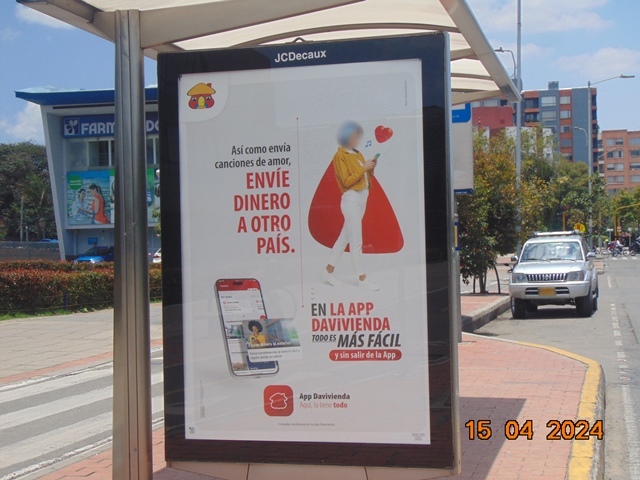 JCDecaux
FARM
Así como envía
canciones de amor,
ENVÍE
DINERO
A OTRO
PAÍS.
EN LA APP
DAVIVIENDA
TODO ES MÁS FÁCIL
y sin salir de la App
App Davivienda
Aquí, lo tiene todo
15 04 2024